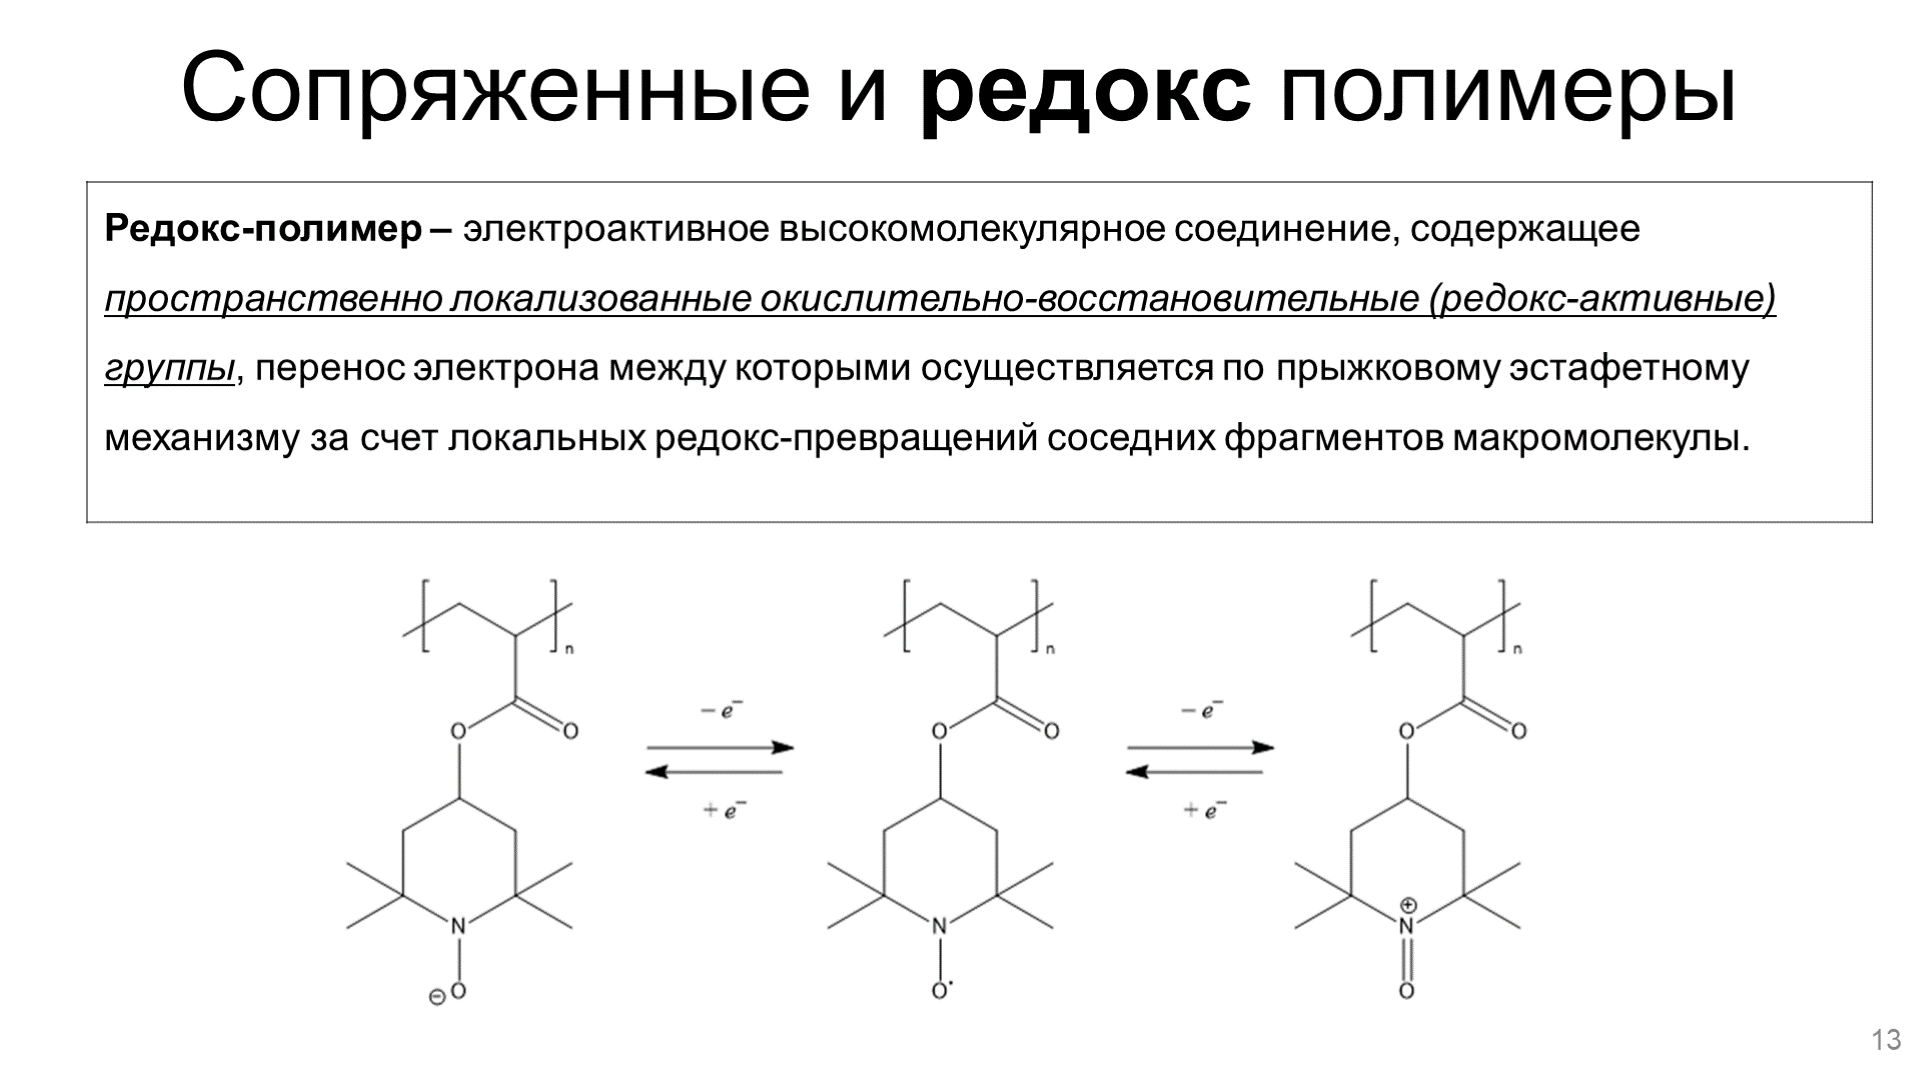 Сопряженные и редокс полимеры
Редокс-полимер – электроактивное высокомолекулярное соединение, содержащее
пространственно локализованные окислительно-восстановительные (редокс-активные)
группы, перенос электрона между которыми осуществляется по прыжковому эстафетному
механизму за счет локальных редокс-превращений соседних фрагментов макромолекулы.
n n n
− e⁻ − e⁻
O O O O O O
+ e⁻ + e⁻
⊕
N N N
⊖O O· O
13